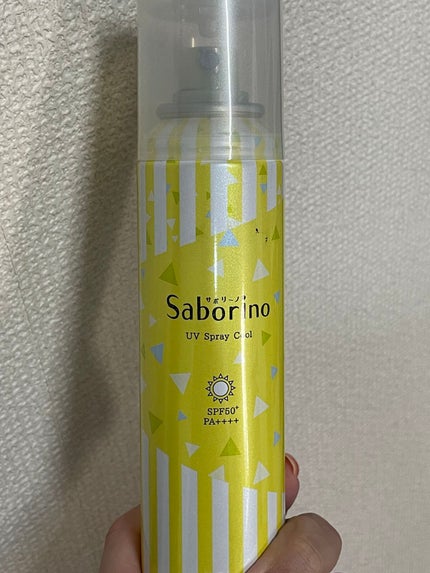 サボリーノ
Saborino
UV Spray Cool
SPF50+
PA++++